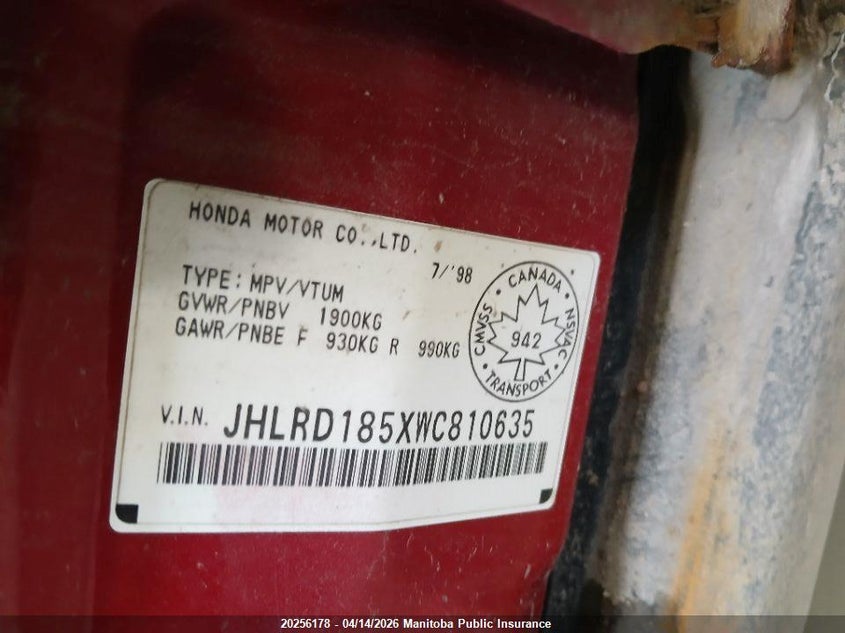 HONDA MOTOR CO.,LTD.
7/'98
TYPE: MPV/VTUM
GVWR/PNBV 1900KG
GAWR/PNBE F 930KG R 990KG
CANADA
CMVSS
NSVAC
942
TRANSPORT
V.I.N. JHLRD185XWC810635
20256178 - 04/14/2026 Manitoba Public Insurance